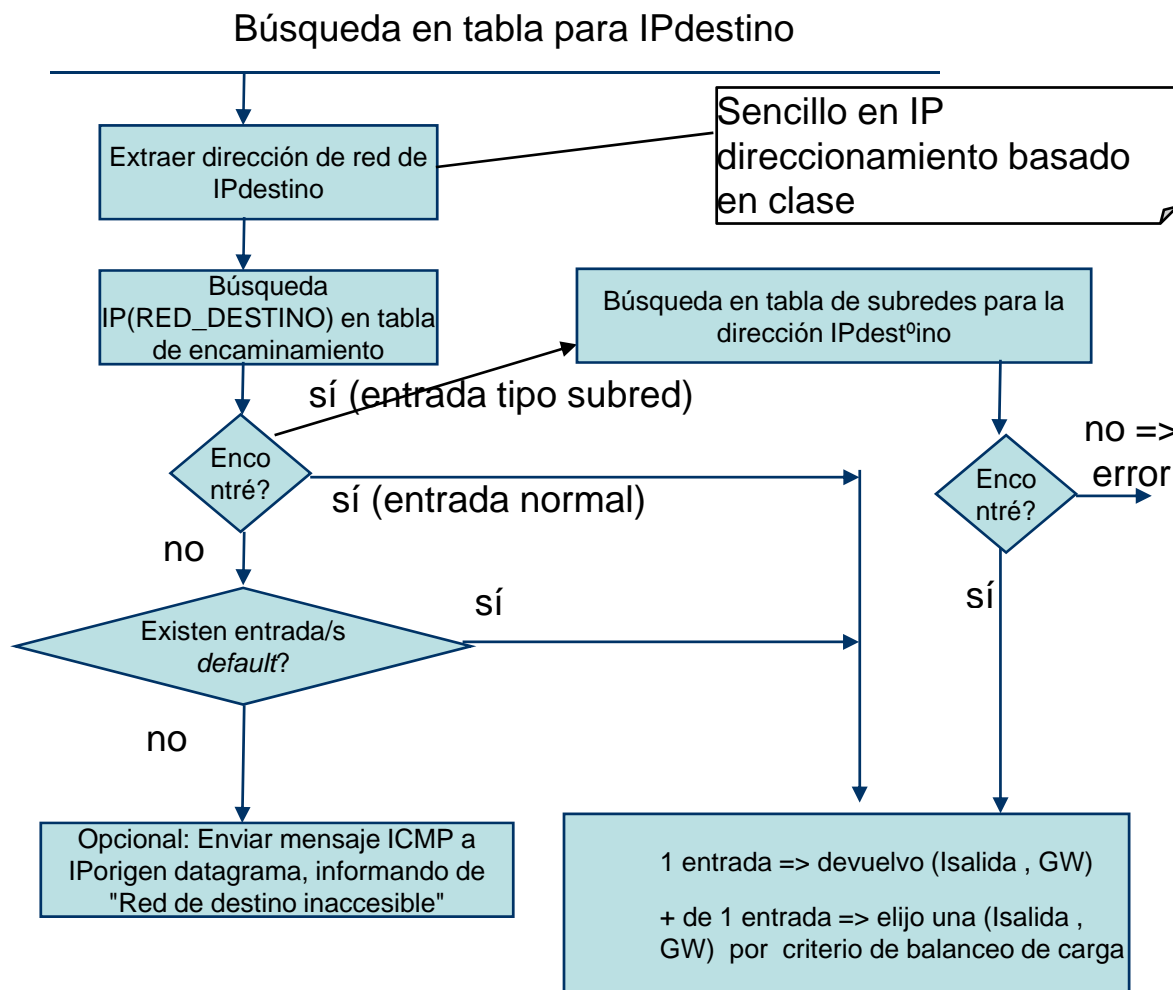 Búsqueda en tabla para IPdestino
Sencillo en IP
direccionamiento basado
en clase
Extraer dirección de red de
IPdestino
Búsqueda
IP(RED_DESTINO) en tabla
de encaminamiento
Búsqueda en tabla de subredes para la
dirección IPdestºino
sí (entrada tipo subred)
Enco
ntré?
sí (entrada normal)
no =>
error
Enco
ntré?
no
sí
sí
Existen entrada/s
default?
no
Opcional: Enviar mensaje ICMP a
IPorigen datagrama, informando de
"Red de destino inaccesible"
1 entrada => devuelvo (Isalida , GW)
+ de 1 entrada => elijo una (Isalida ,
GW) por criterio de balanceo de carga